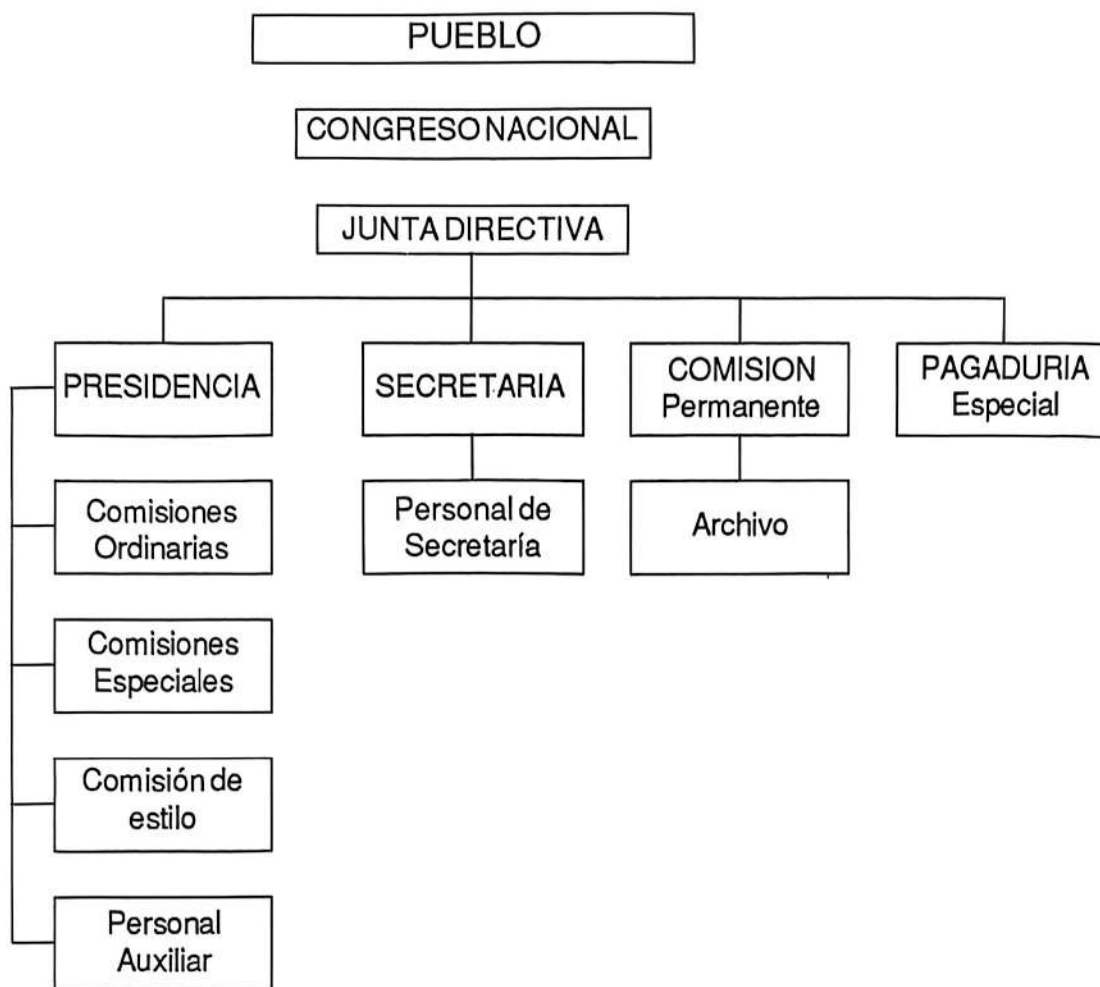 PUEBLO
CONGRESO NACIONAL
JUNTA DIRECTIVA
PRESIDENCIA
SECRETARIA
COMISION
Permanente
PAGADURIA
Especial
Comisiones
Ordinarias
Personal de
Secretaría
Archivo
Comisiones
Especiales
Comisión de
estilo
Personal
Auxiliar